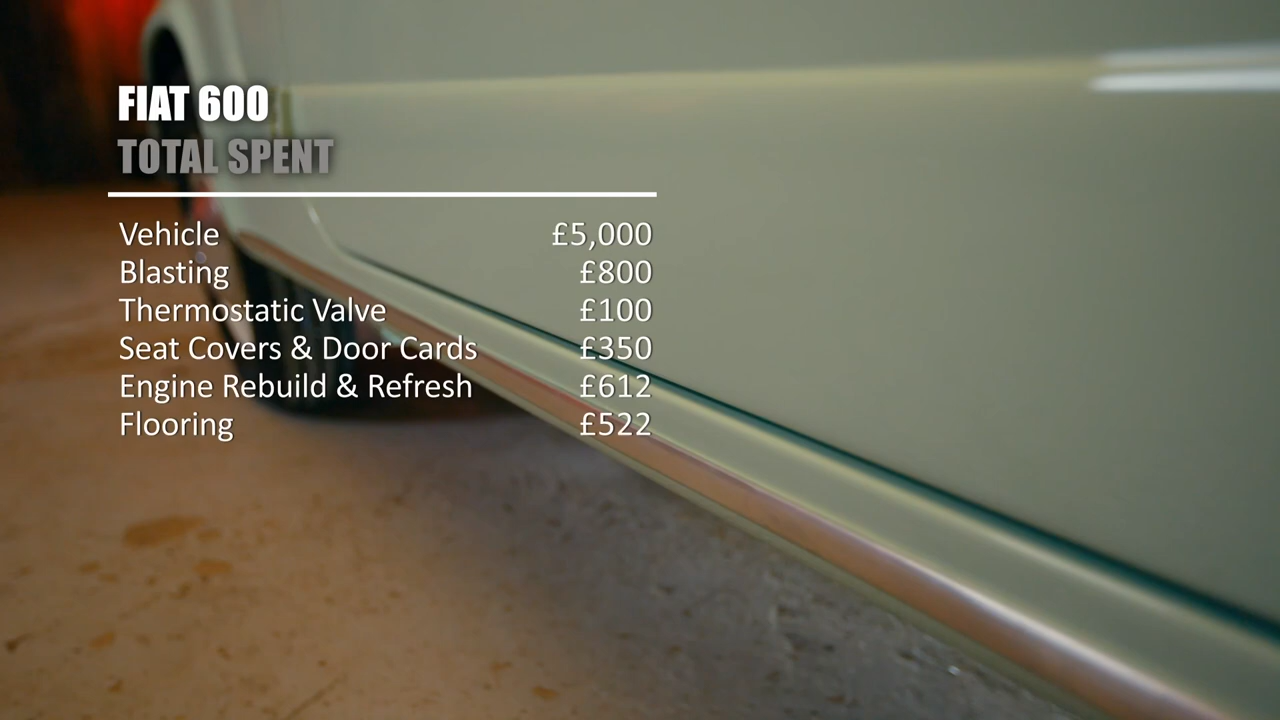 FIAT 600
TOTAL SPENT
Vehicle £5,000
Blasting £800
Thermostatic Valve £100
Seat Covers & Door Cards £350
Engine Rebuild & Refresh £612
Flooring £522